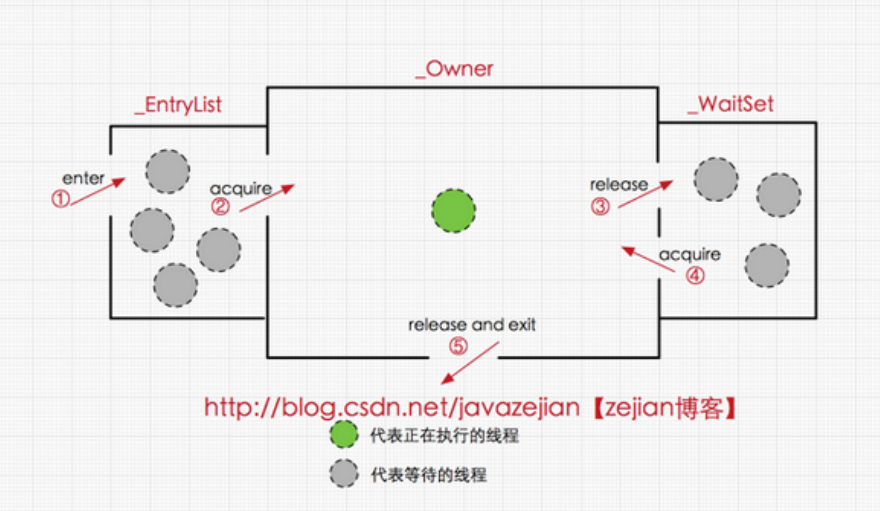 _Owner
_EntryList
_WaitSet
enter
①
acquire
②
release
③
acquire
④
release and exit
⑤
http://blog.csdn.net/javazejian【zejian博客】
代表正在执行的线程
代表等待的线程